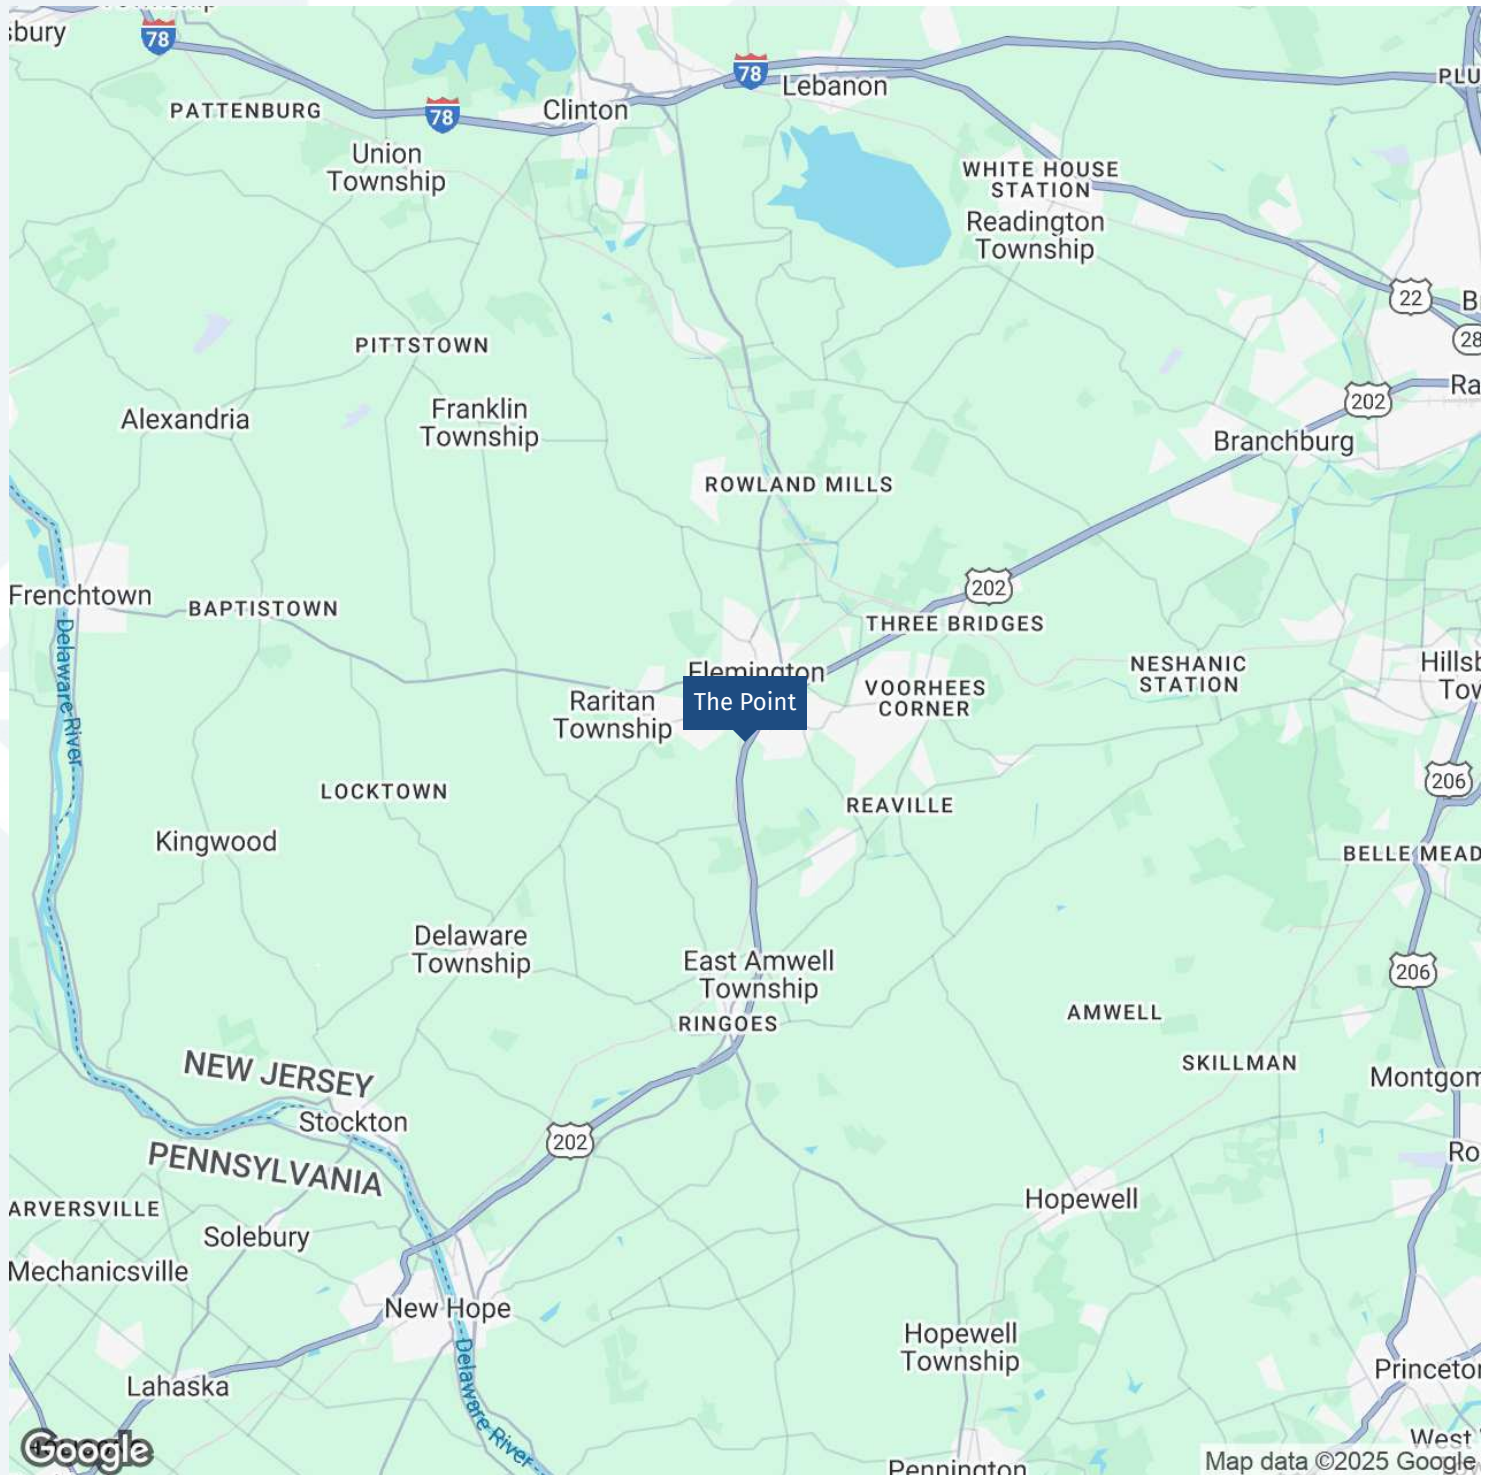 sbury
78
78
Lebanon
PLU
PATTENBURG
78
Clinton
Union
Township
WHITE HOUSE
STATION
Readington
Township
22
B
28
PITTSTOWN
Ra
202
Alexandria
Franklin
Township
Branchburg
ROWLAND MILLS
202
Frenchtown
BAPTISTOWN
THREE BRIDGES
Delaware River
Flemington
NESHANIC
STATION
Hillsb
Tow
Raritan
Township
The Point
VOORHEES
CORNER
LOCKTOWN
REAVILLE
206
Kingwood
BELLE MEAD
Delaware
Township
East Amwell
Township
206
RINGOES
AMWELL
SKILLMAN
NEW JERSEY
Montgom
Stockton
202
PENNSYLVANIA
Ro
ARVERSVILLE
Hopewell
Solebury
Mechanicsville
New Hope
Hopewell
Township
Delaware River
Lahaska
Princeton
West
Google
Map data ©2025 Google
Pennington